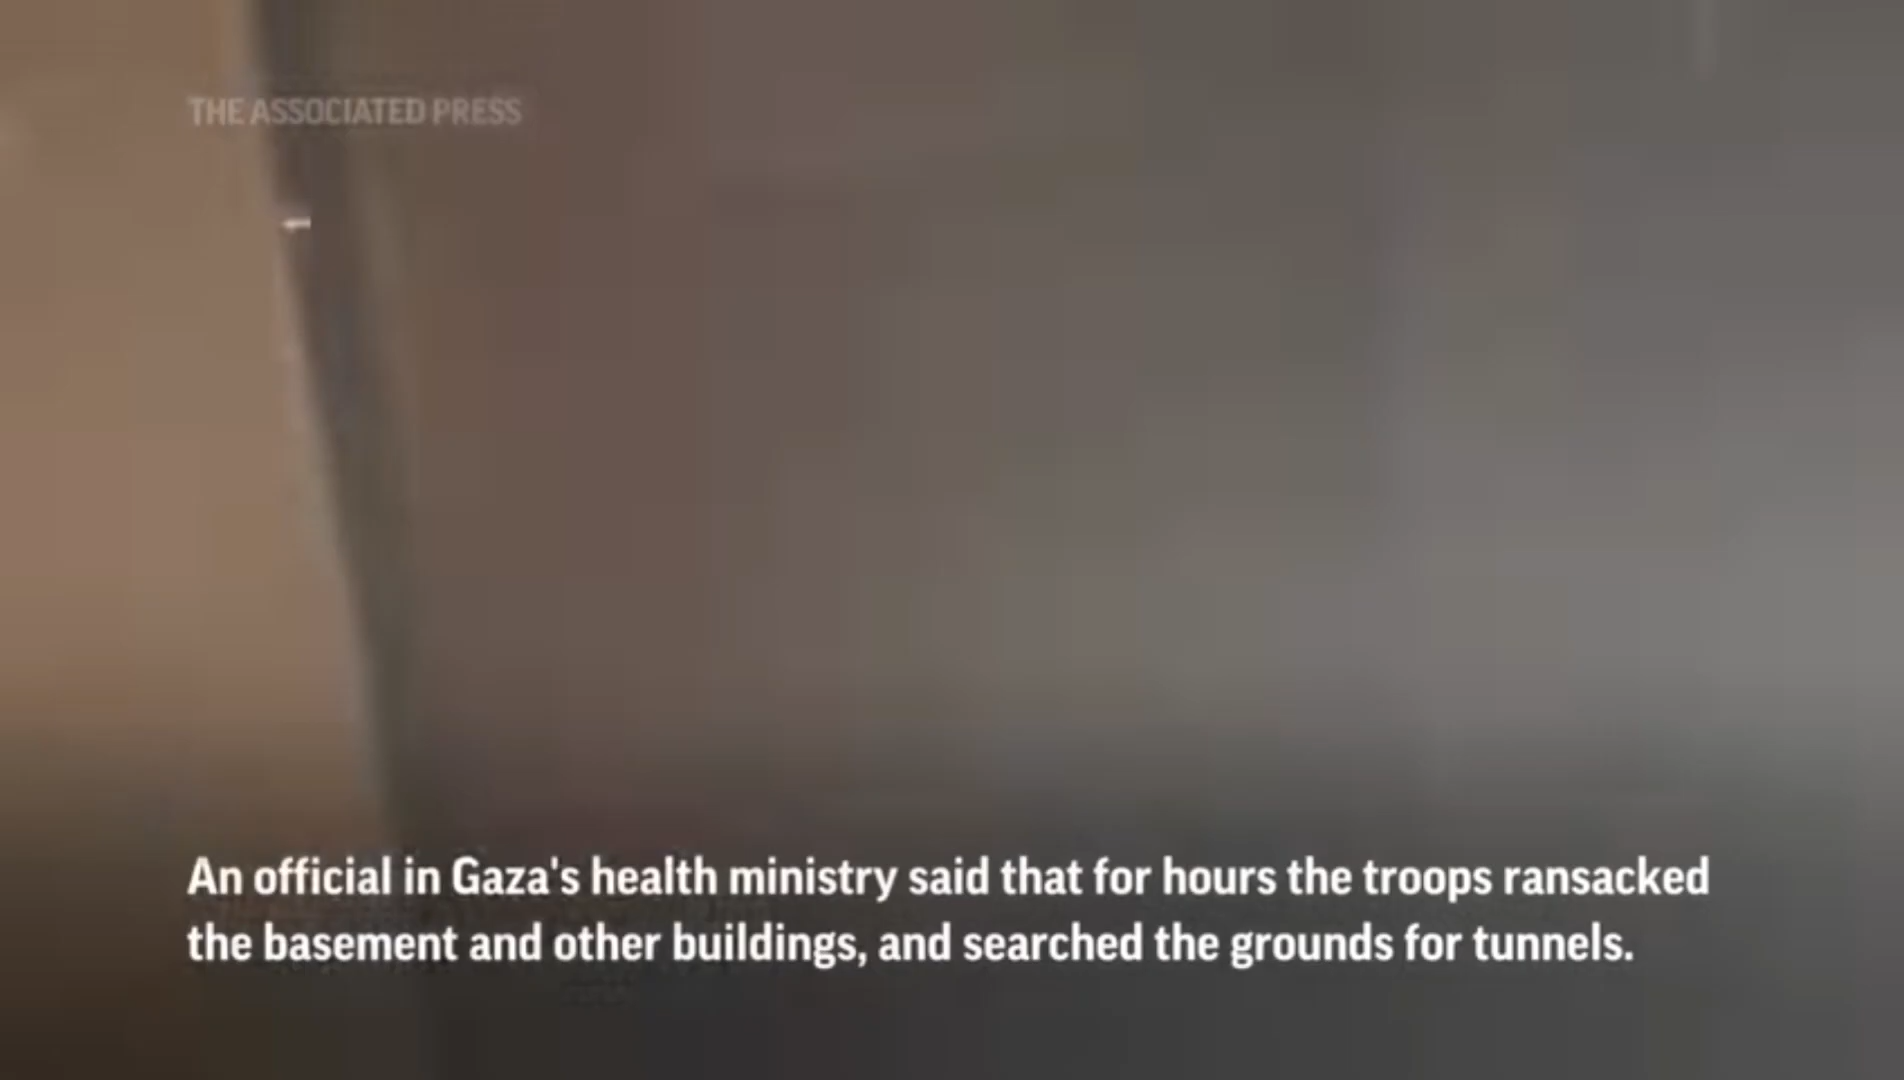 THE ASSOCIATED PRESS
An official in Gaza's health ministry said that for hours the troops ransacked
the basement and other buildings, and searched the grounds for tunnels.